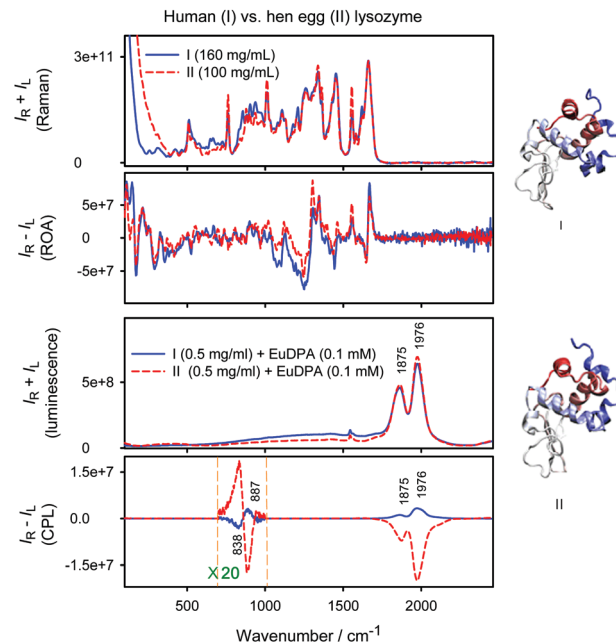 Human (I) vs. hen egg (II) lysozyme
I_R + I_L
(Raman)
3e+11
0
I (160 mg/mL)
II (100 mg/mL)
I
I_R - I_L
(ROA)
5e+7
0
-5e+7
I_R + I_L
(luminescence)
5e+8
0
I (0.5 mg/ml) + EuDPA (0.1 mM)
II (0.5 mg/ml) + EuDPA (0.1 mM)
1875
1976
II
I_R - I_L
(CPL)
1.5e+7
0.0
-1.5e+7
838
887
X 20
1875
1976
500
1000
1500
2000
Wavenumber / cm⁻¹